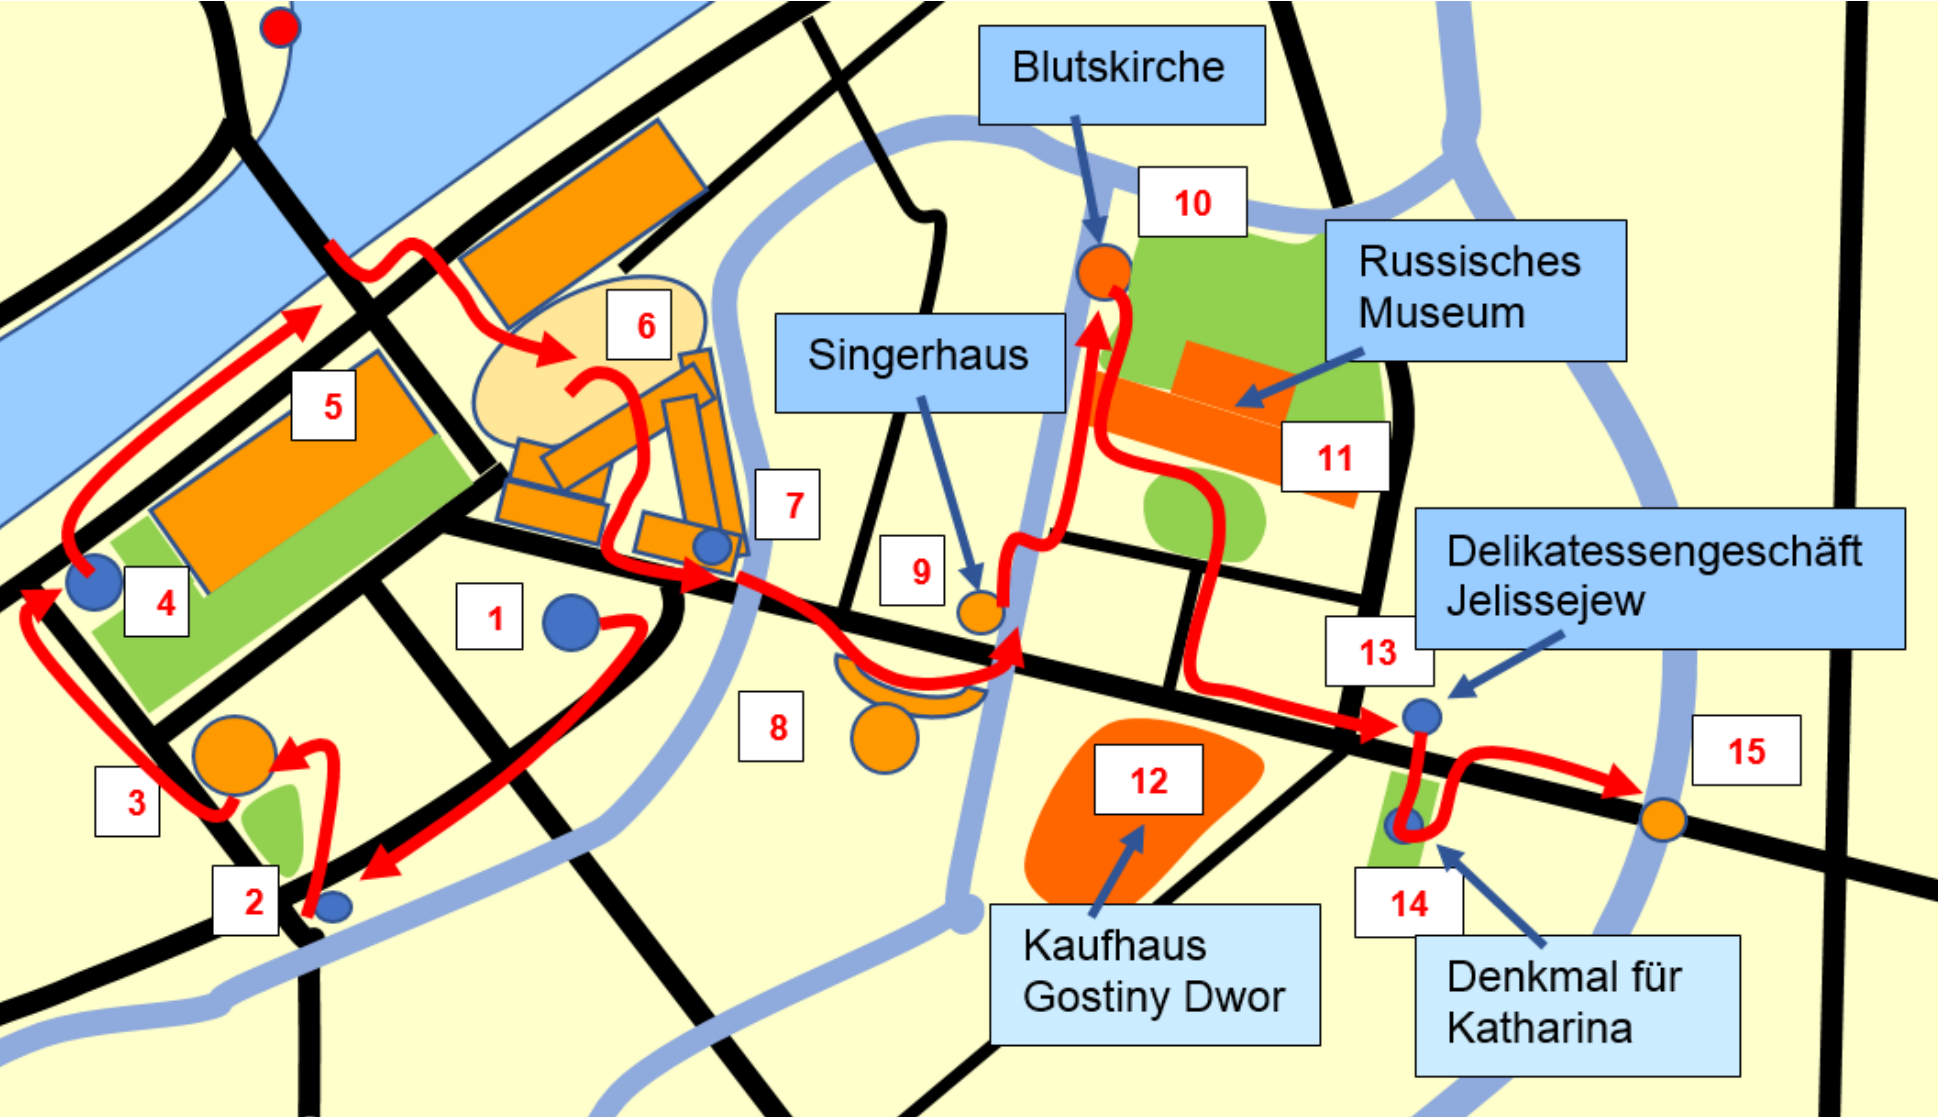 Blutskirche
10
Russisches
Museum
6
Singerhaus
5
11
7
Delikatessengeschäft
Jelissejew
9
4
1
13
8
15
12
3
2
14
Kaufhaus
Gostiny Dwor
Denkmal für
Katharina